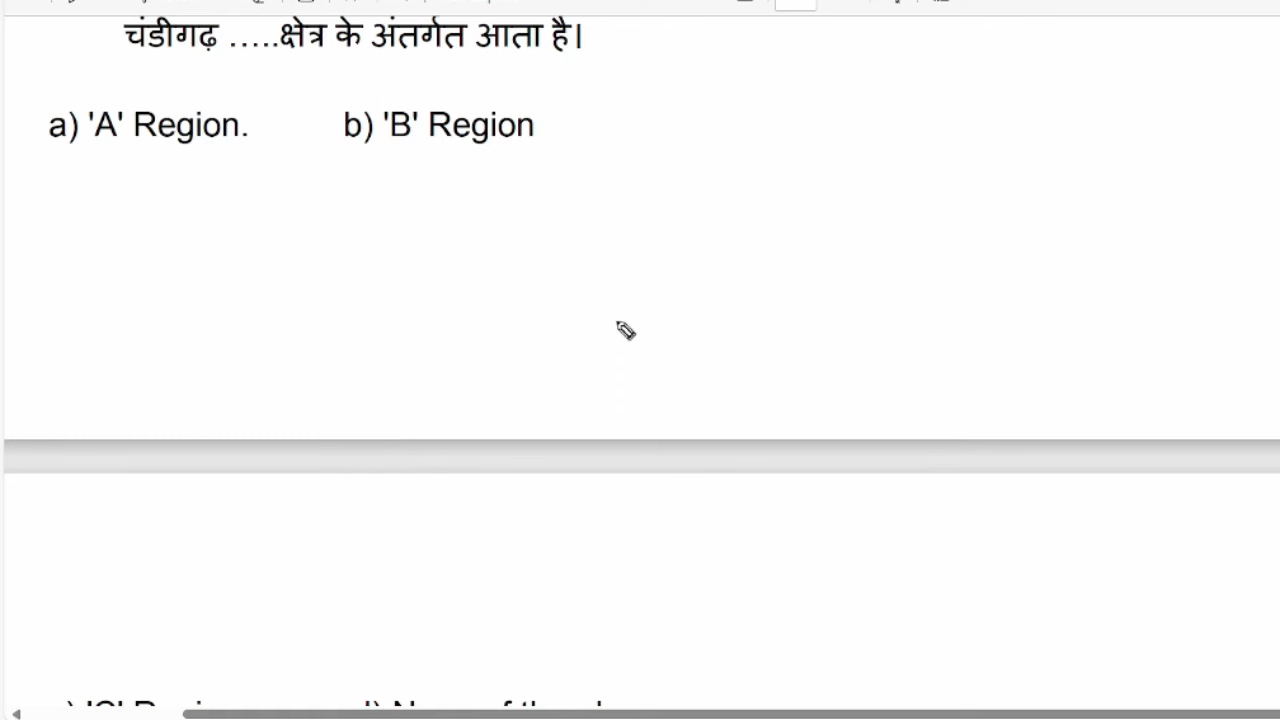 चंडीगढ़ .....क्षेत्र के अंतर्गत आता है।
a) 'A' Region. b) 'B' Region